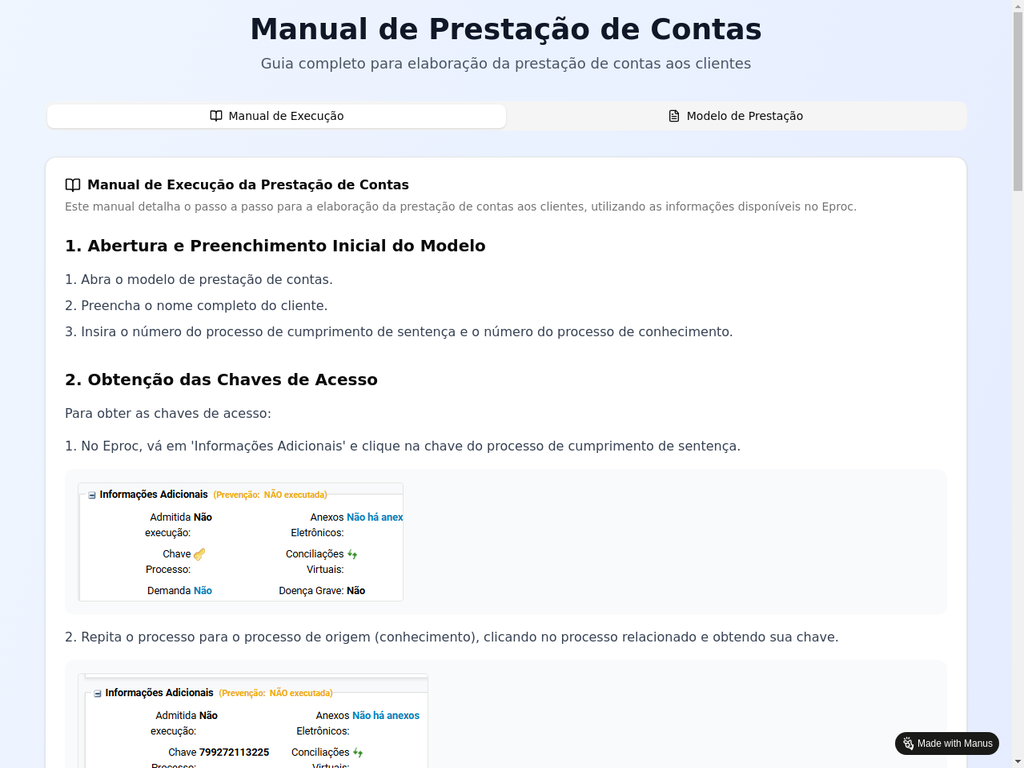 Manual de Prestação de Contas
Guia completo para elaboração da prestação de contas aos clientes
Manual de Execução
Modelo de Prestação
Manual de Execução da Prestação de Contas
Este manual detalha o passo a passo para a elaboração da prestação de contas aos clientes, utilizando as informações disponíveis no Eproc.
1. Abertura e Preenchimento Inicial do Modelo
1. Abra o modelo de prestação de contas.
2. Preencha o nome completo do cliente.
3. Insira o número do processo de cumprimento de sentença e o número do processo de conhecimento.
2. Obtenção das Chaves de Acesso
Para obter as chaves de acesso:
1. No Eproc, vá em 'Informações Adicionais' e clique na chave do processo de cumprimento de sentença.
Informações Adicionais (Prevenção: NÃO executada)
Admitida Não Anexos Não há anex
execução: Eletrônicos:
Chave Conciliações
Processo: Virtuais:
Demanda Não Doença Grave: Não
2. Repita o processo para o processo de origem (conhecimento), clicando no processo relacionado e obtendo sua chave.
Informações Adicionais (Prevenção: NÃO executada)
Admitida Não Anexos Não há anexos
execução: Eletrônicos:
Chave 799272113225 Conciliações
Processo: Virtuais:
Made with Manus